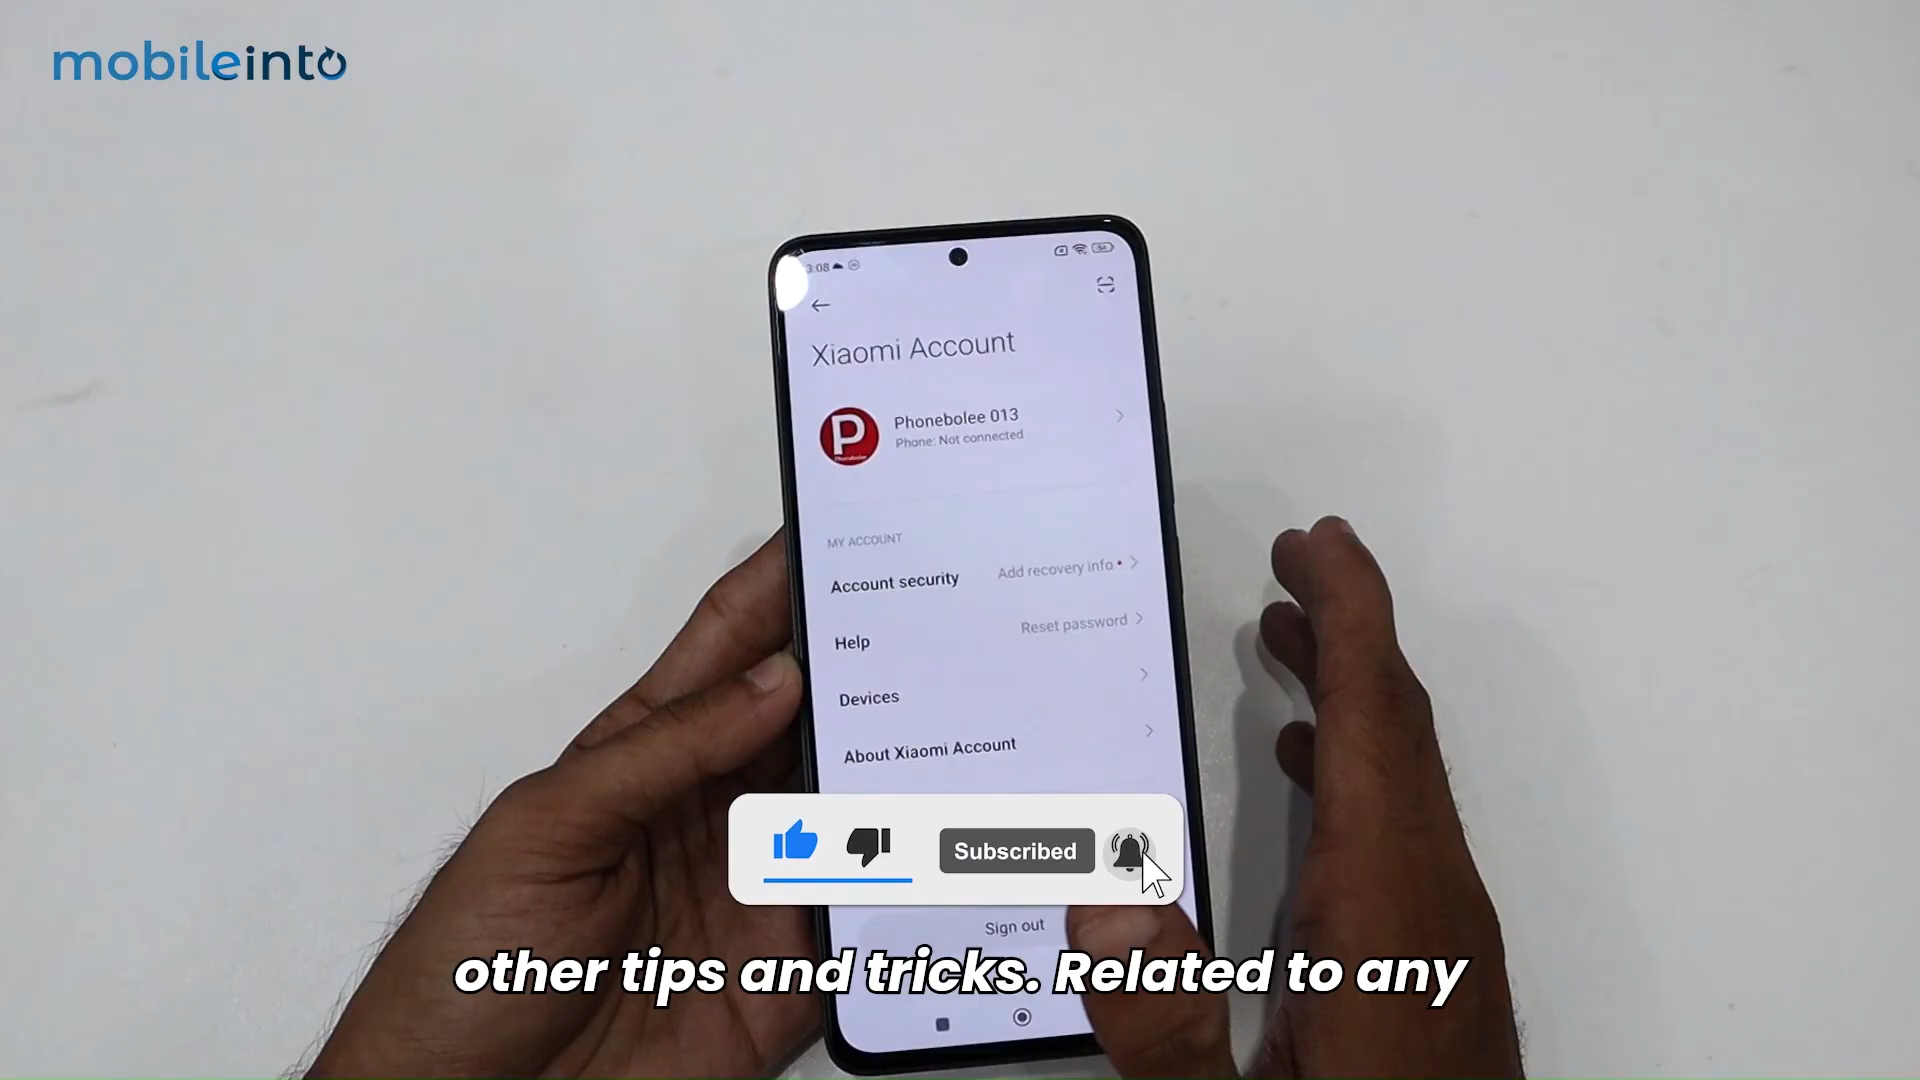 mobileinto
3:08
Xiaomi Account
Phonebolee 013
Phone: Not connected
MY ACCOUNT
Account security
Add recovery info
Help
Reset password
Devices
About Xiaomi Account
Subscribed
Sign out
other tips and tricks. Related to any